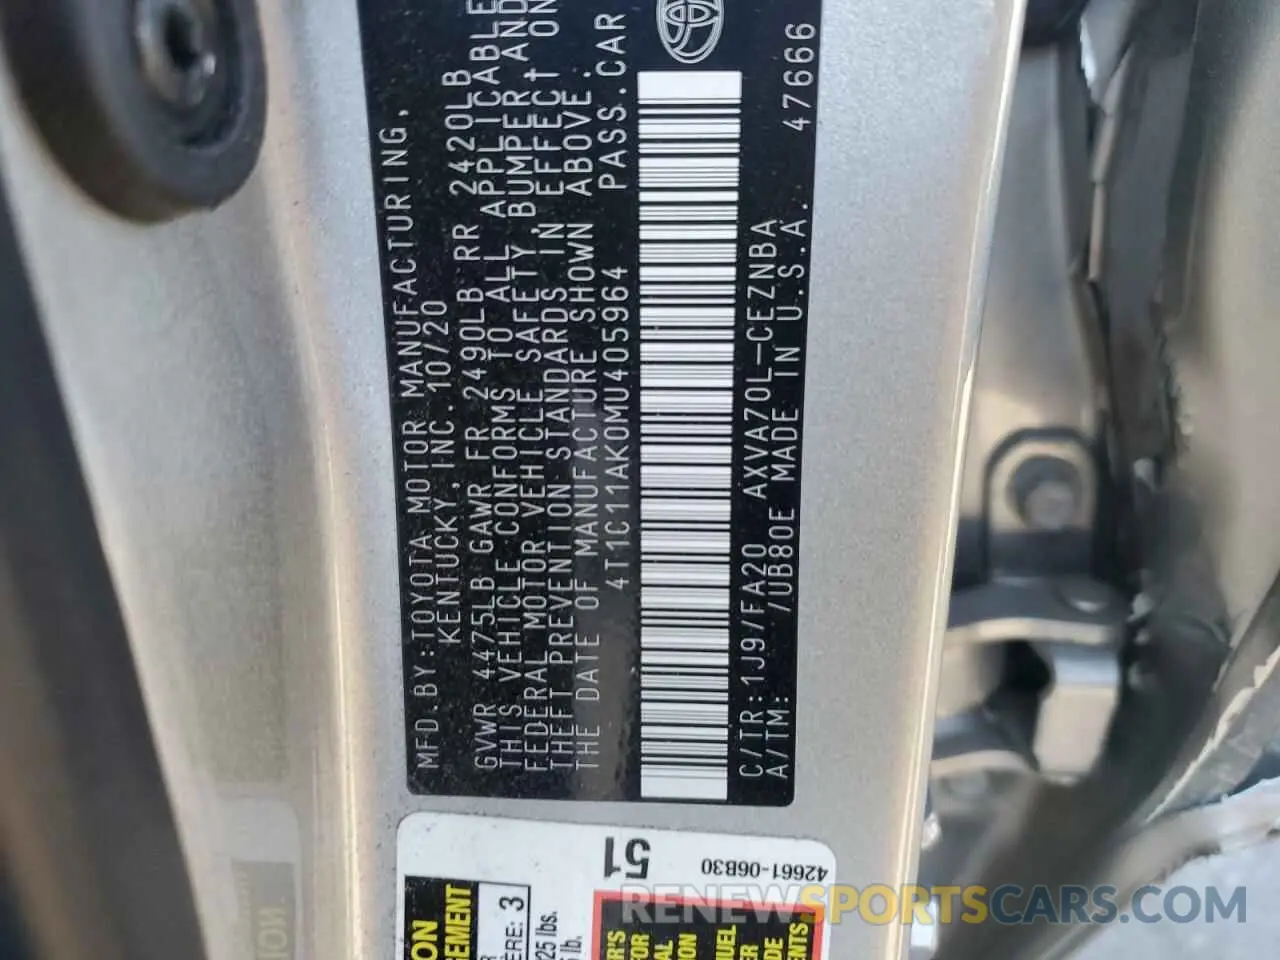 MFD.BY:TOYOTA MOTOR MANUFACTURING,
KENTUCKY, INC. 10/20
GVWR 4475LB GAWR FR 2490LB RR 2420LB
THIS VEHICLE CONFORMS TO ALL APPLICABLE
FEDERAL MOTOR VEHICLE SAFETY, BUMPER, AND
THEFT PREVENTION STANDARDS IN EFFECT ON
THE DATE OF MANUFACTURE SHOWN ABOVE.
4T1C11AK0MU405964 PASS.CAR
C/TR:1J9/FA20 AXVA70L-CEZNBA
A/TM: /UB80E MADE IN U.S.A. 47666
51
42661-06B30
3
RENEWSPORTSCARS.COM